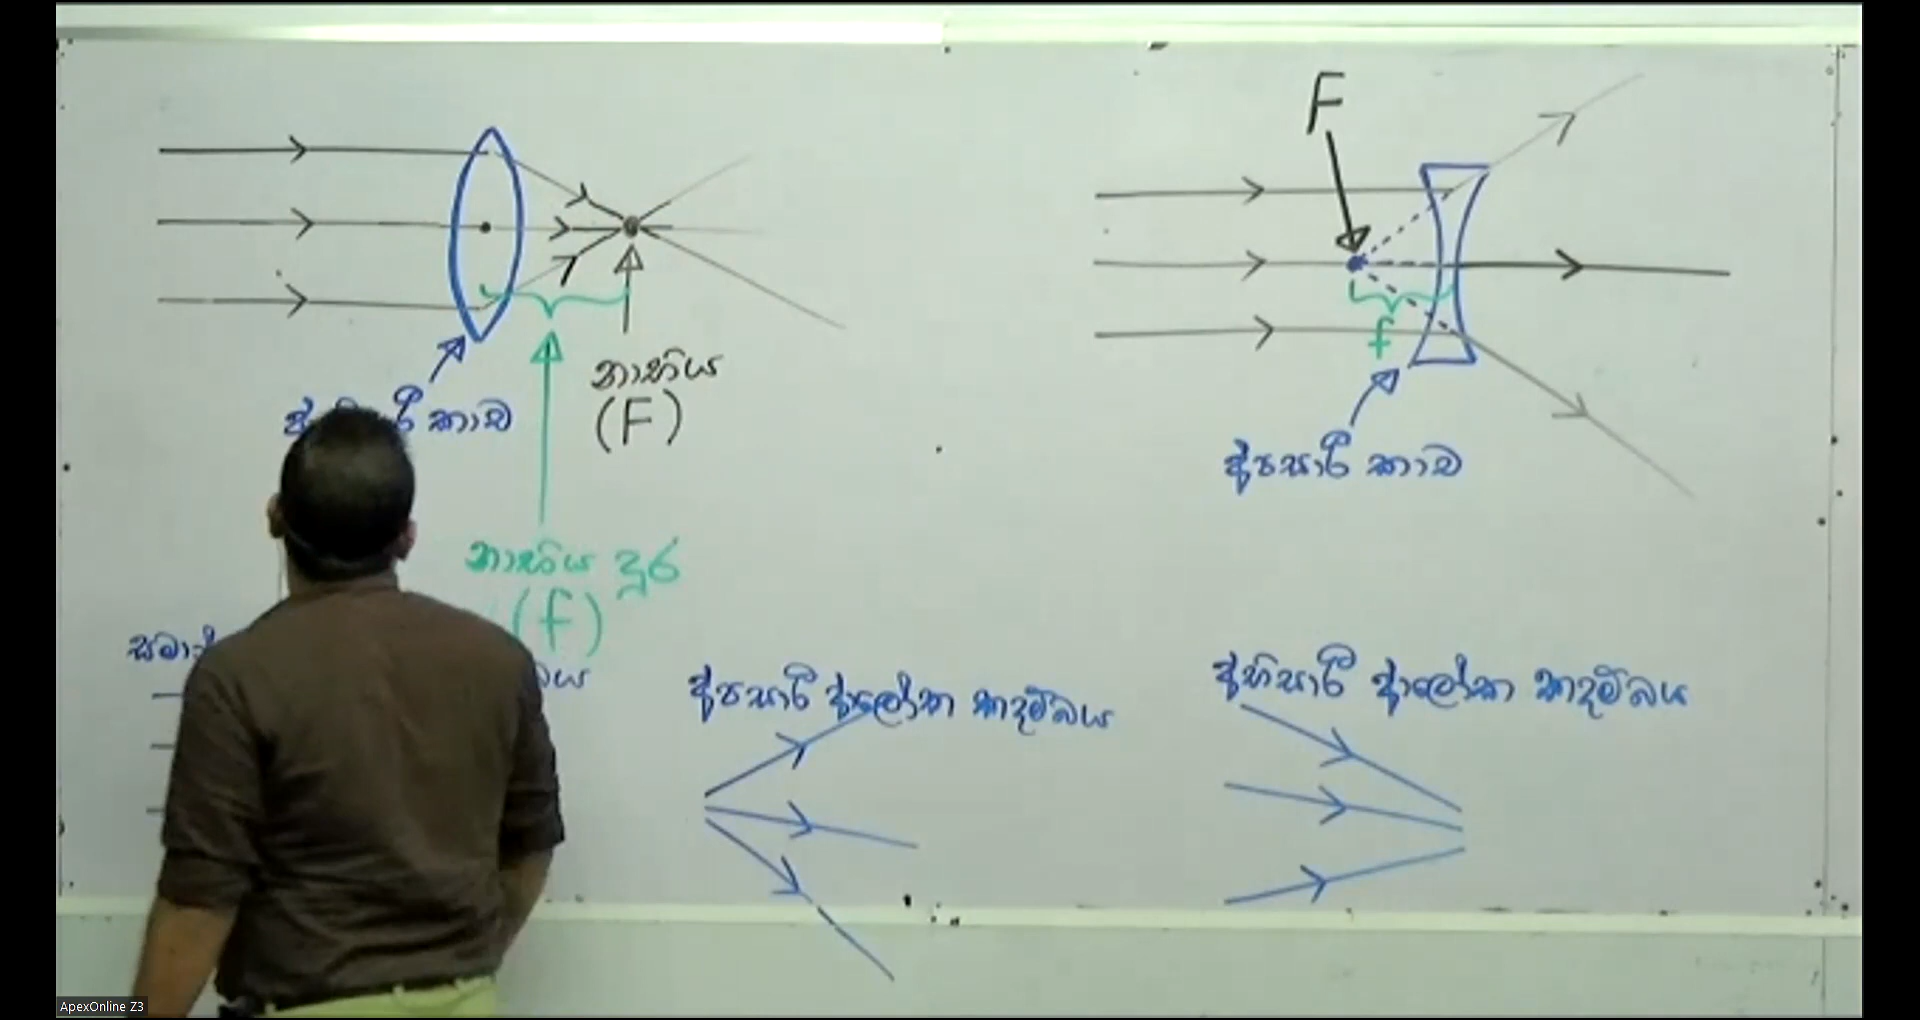 F
කාච
නාභිය
(F)
f
අපසාරී කාච
නාභිය දුර
(f)
අපසාරී ආලෝක කදම්බය
අභිසාරී ආලෝක කදම්බය
ApexOnline Z3